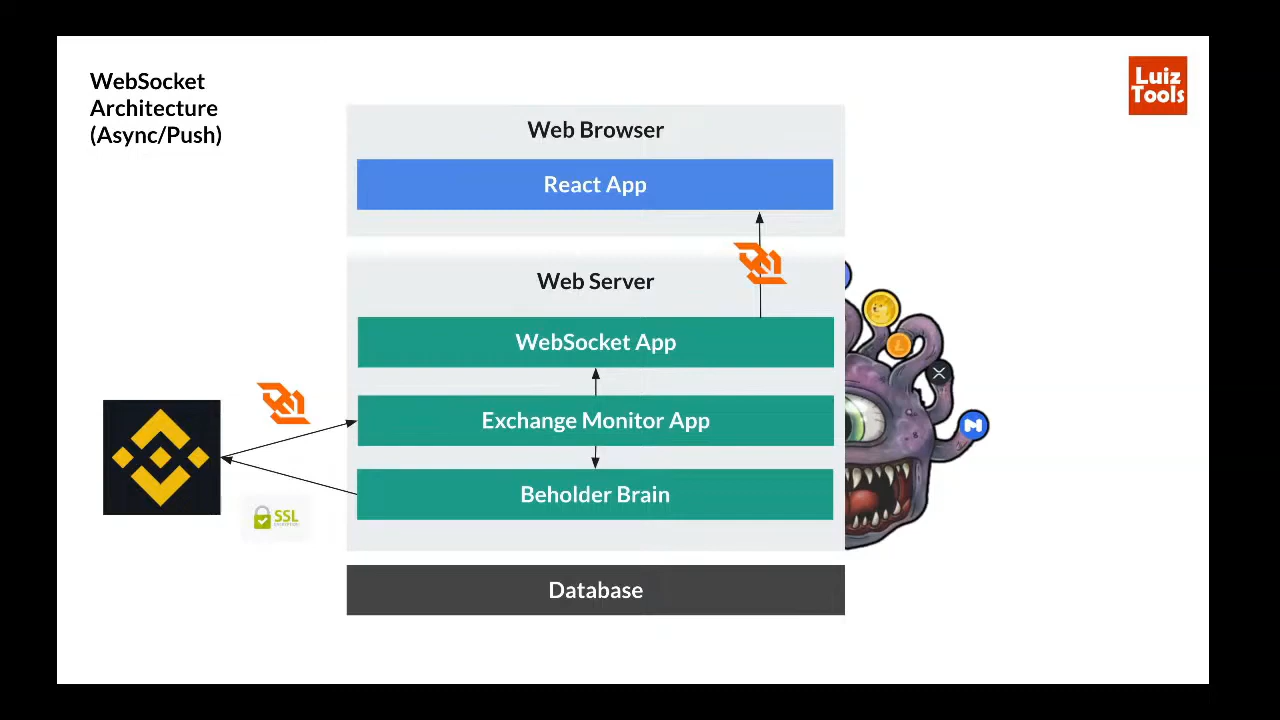 WebSocket
Architecture
(Async/Push)
Luiz
Tools
Web Browser
React App
Web Server
WebSocket App
Exchange Monitor App
Beholder Brain
SSL
Database